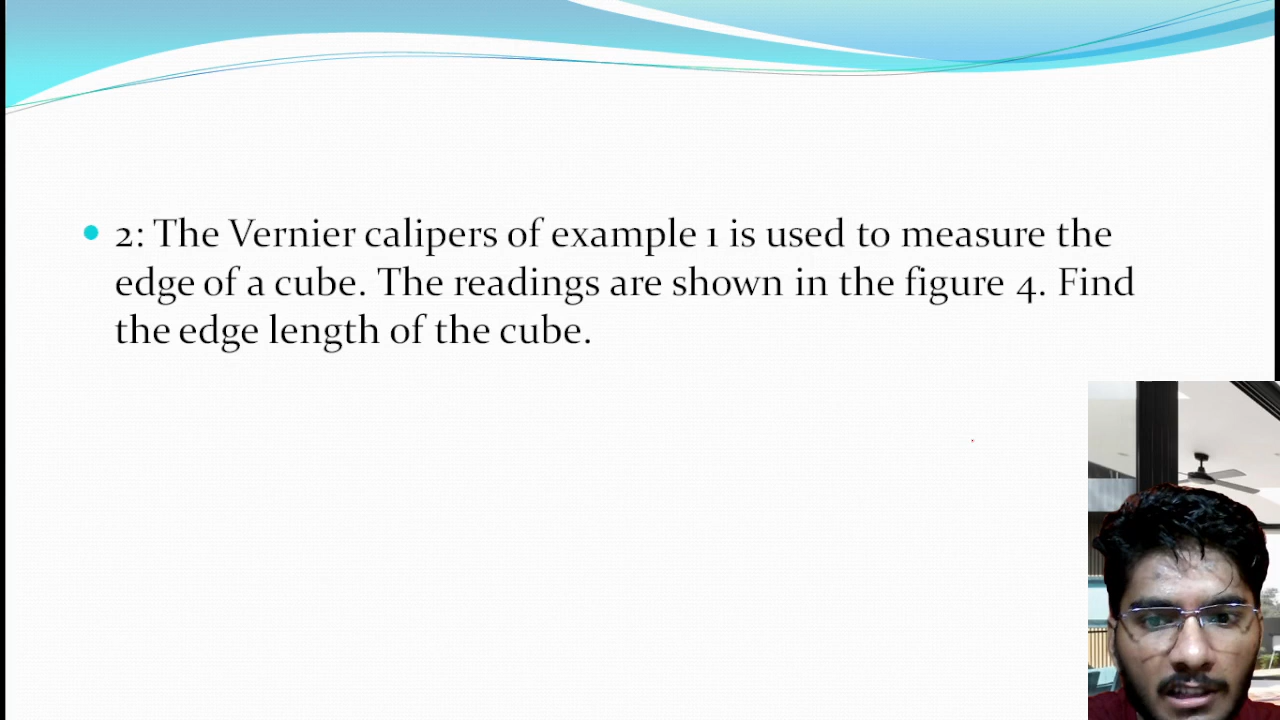 2: The Vernier calipers of example 1 is used to measure the
edge of a cube. The readings are shown in the figure 4. Find
the edge length of the cube.